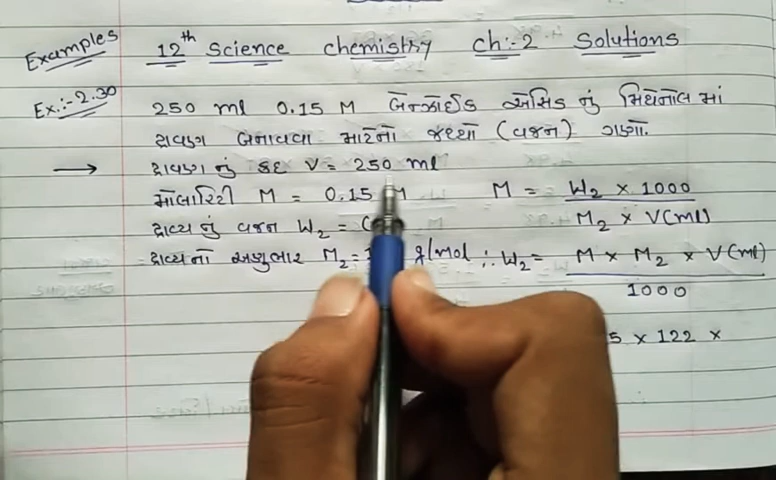 Examples
12th Science Chemistry Ch:-2 Solutions
Ex:-2.30
250 ml 0.15 M બેન્ઝોઈક એસિડ નું મિથેનોલ માં
દ્રાવણ બનાવવા માટેનો જથ્થો (વજન) ગણો.
→ દ્રાવણ નું કદ V = 250 ml
મોલારિટી M = 0.15 M M = W₂ × 1000 / M₂ × V(ml)
દ્રાવ્ય નું વજન W₂ = (
દ્રાવ્યનો અણુભાર M₂ = g/mol ∴ W₂ = M × M₂ × V(ml) / 1000
5 × 122 ×